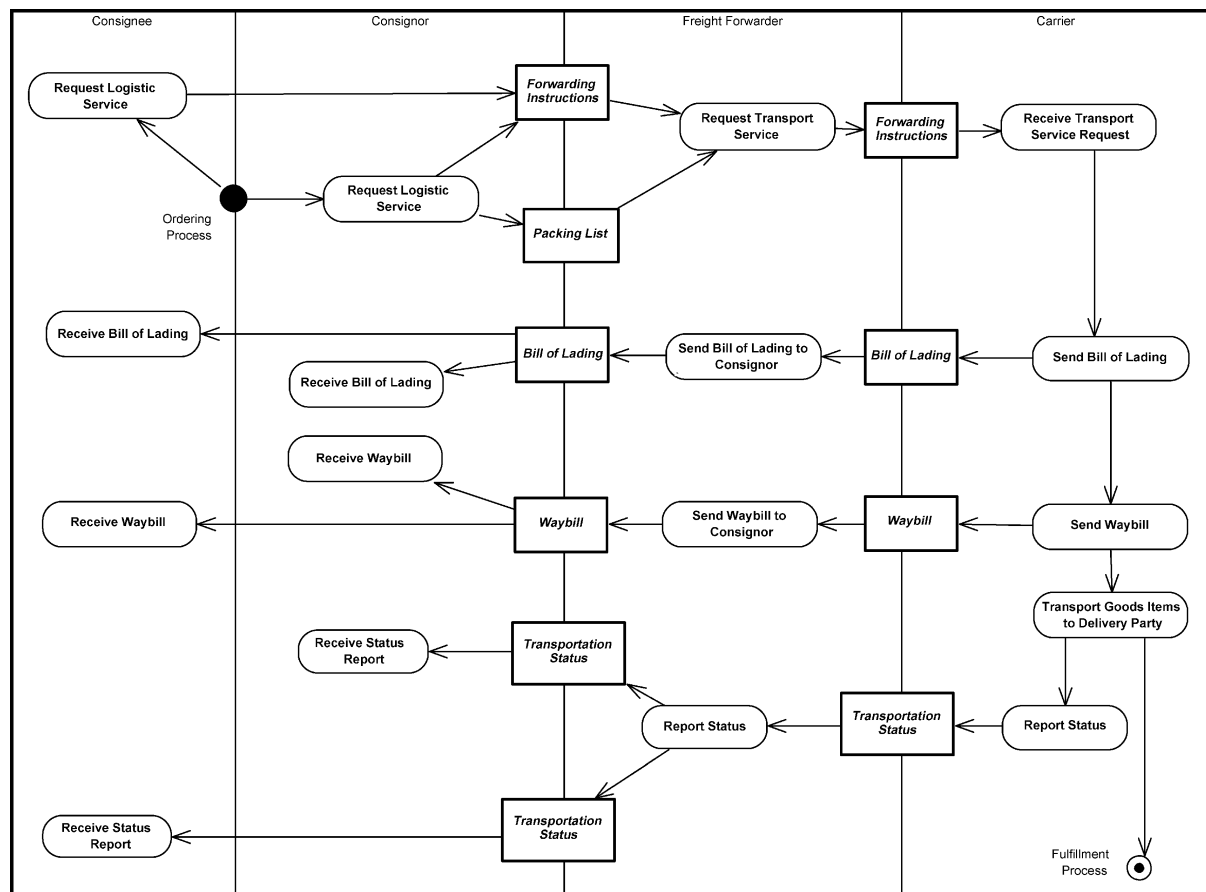 Consignee
Consignor
Freight Forwarder
Carrier
Request Logistic
Service
Forwarding
Instructions
Request Transport
Service
Forwarding
Instructions
Receive Transport
Service Request
Ordering
Process
Request Logistic
Service
Packing List
Receive Bill of Lading
Bill of Lading
Send Bill of Lading to
Consignor
Bill of Lading
Send Bill of Lading
Receive Bill of Lading
Receive Waybill
Receive Waybill
Waybill
Send Waybill to
Consignor
Waybill
Send Waybill
Transport Goods Items
to Delivery Party
Receive Status
Report
Transportation
Status
Report Status
Transportation
Status
Report Status
Receive Status
Report
Transportation
Status
Fulfillment
Process